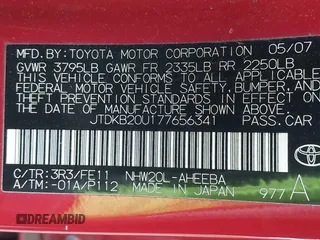 MFD.BY:TOYOTA MOTOR CORPORATION 05/07
GVWR 3795LB GAWR FR 2335LB RR 2250LB
THIS VEHICLE CONFORMS TO ALL APPLICABLE
FEDERAL MOTOR VEHICLE SAFETY, BUMPER, AND
THEFT PREVENTION STANDARDS IN EFFECT ON
THE DATE OF MANUFACTURE SHOWN ABOVE.
JTDKB20U177656341 PASS.CAR
C/TR: 3R3/FE11 NHW20L-AHEEBA
A/TM: -01A/P112 MADE IN JAPAN 977 A
DREAMBID